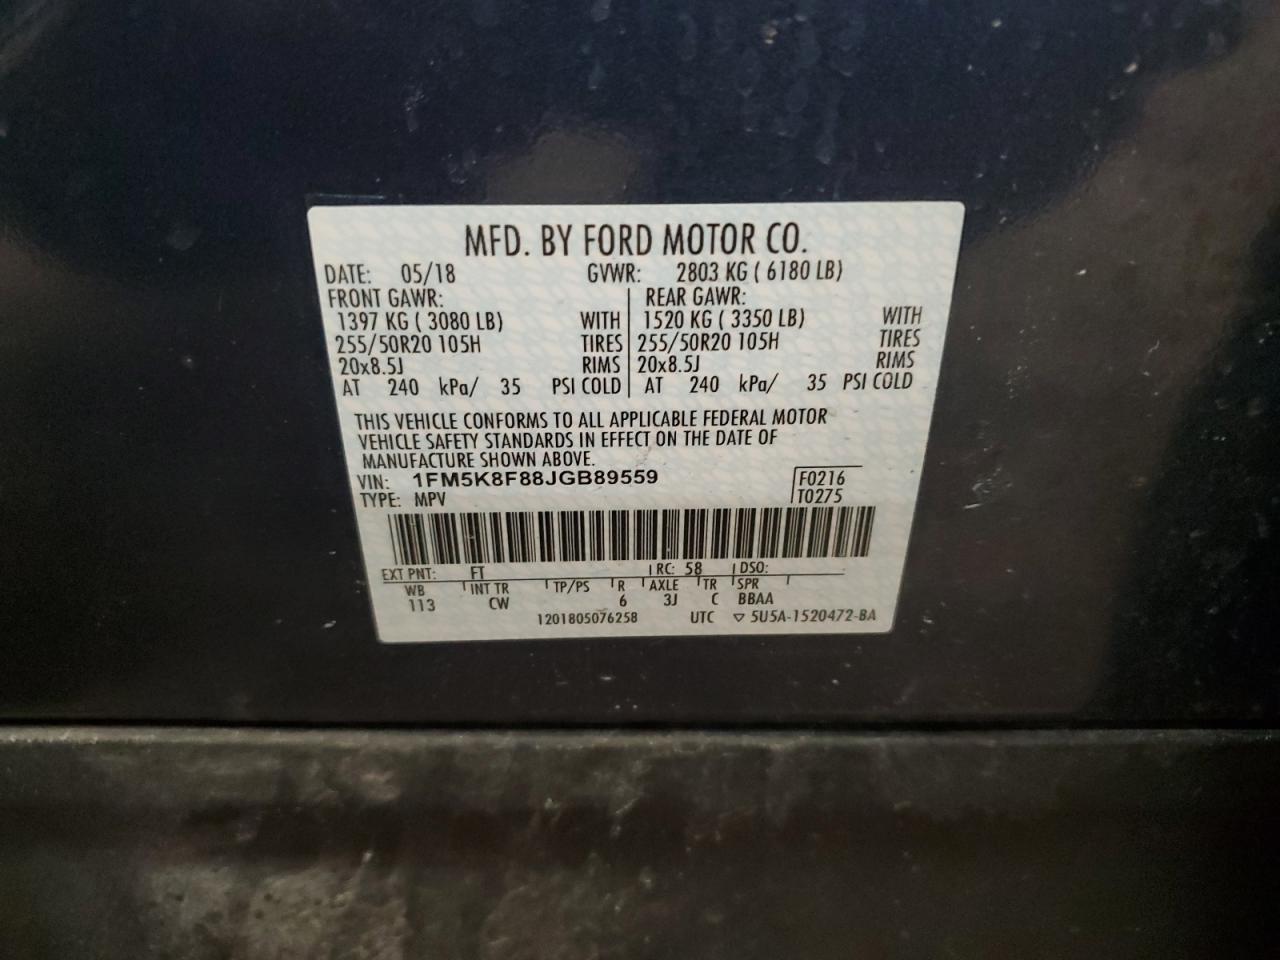 MFD. BY FORD MOTOR CO.
DATE: 05/18 GVWR: 2803 KG ( 6180 LB)
FRONT GAWR: REAR GAWR:
1397 KG ( 3080 LB) WITH 1520 KG ( 3350 LB) WITH
255/50R20 105H TIRES 255/50R20 105H TIRES
20x8.5J RIMS 20x8.5J RIMS
AT 240 kPa/ 35 PSI COLD AT 240 kPa/ 35 PSI COLD
THIS VEHICLE CONFORMS TO ALL APPLICABLE FEDERAL MOTOR
VEHICLE SAFETY STANDARDS IN EFFECT ON THE DATE OF
MANUFACTURE SHOWN ABOVE.
VIN: 1FM5K8F88JGB89559 F0216
TYPE: MPV T0275
EXT PNT: FT RC: 58 DSO:
WB INT TR TP/PS R AXLE TR SPR
113 CW 6 3J C BBAA
1201805076258 UTC ▽ 5U5A-1520472-BA